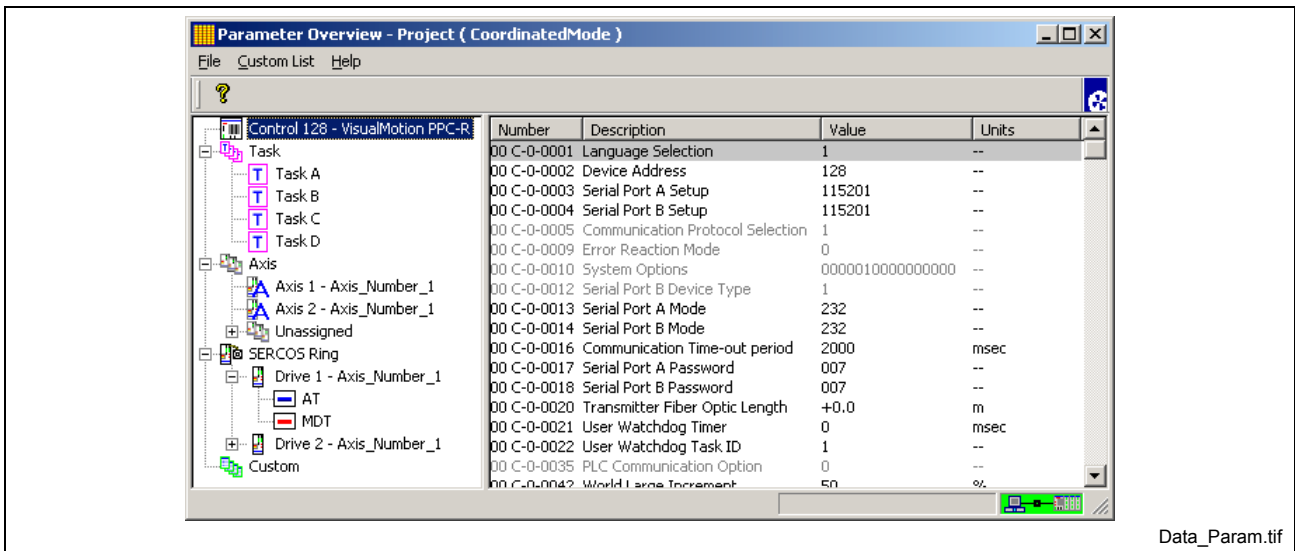 Parameter Overview - Project ( CoordinatedMode )
File Custom List Help
Control 128 - VisualMotion PPC-R
Task
T Task A
T Task B
T Task C
T Task D
Axis
Axis 1 - Axis_Number_1
Axis 2 - Axis_Number_1
Unassigned
SERCOS Ring
Drive 1 - Axis_Number_1
AT
MDT
Drive 2 - Axis_Number_1
Custom
Number Description Value Units
00 C-0-0001 Language Selection 1 --
00 C-0-0002 Device Address 128 --
00 C-0-0003 Serial Port A Setup 115201 --
00 C-0-0004 Serial Port B Setup 115201 --
00 C-0-0005 Communication Protocol Selection 1 --
00 C-0-0009 Error Reaction Mode 0 --
00 C-0-0010 System Options 0000010000000000 --
00 C-0-0012 Serial Port B Device Type 1 --
00 C-0-0013 Serial Port A Mode 232 --
00 C-0-0014 Serial Port B Mode 232 --
00 C-0-0016 Communication Time-out period 2000 msec
00 C-0-0017 Serial Port A Password 007 --
00 C-0-0018 Serial Port B Password 007 --
00 C-0-0020 Transmitter Fiber Optic Length +0.0 m
00 C-0-0021 User Watchdog Timer 0 msec
00 C-0-0022 User Watchdog Task ID 1 --
00 C-0-0035 PLC Communication Option 0 --
00 C-0-0042 World Large Increment 50 %
Data_Param.tif